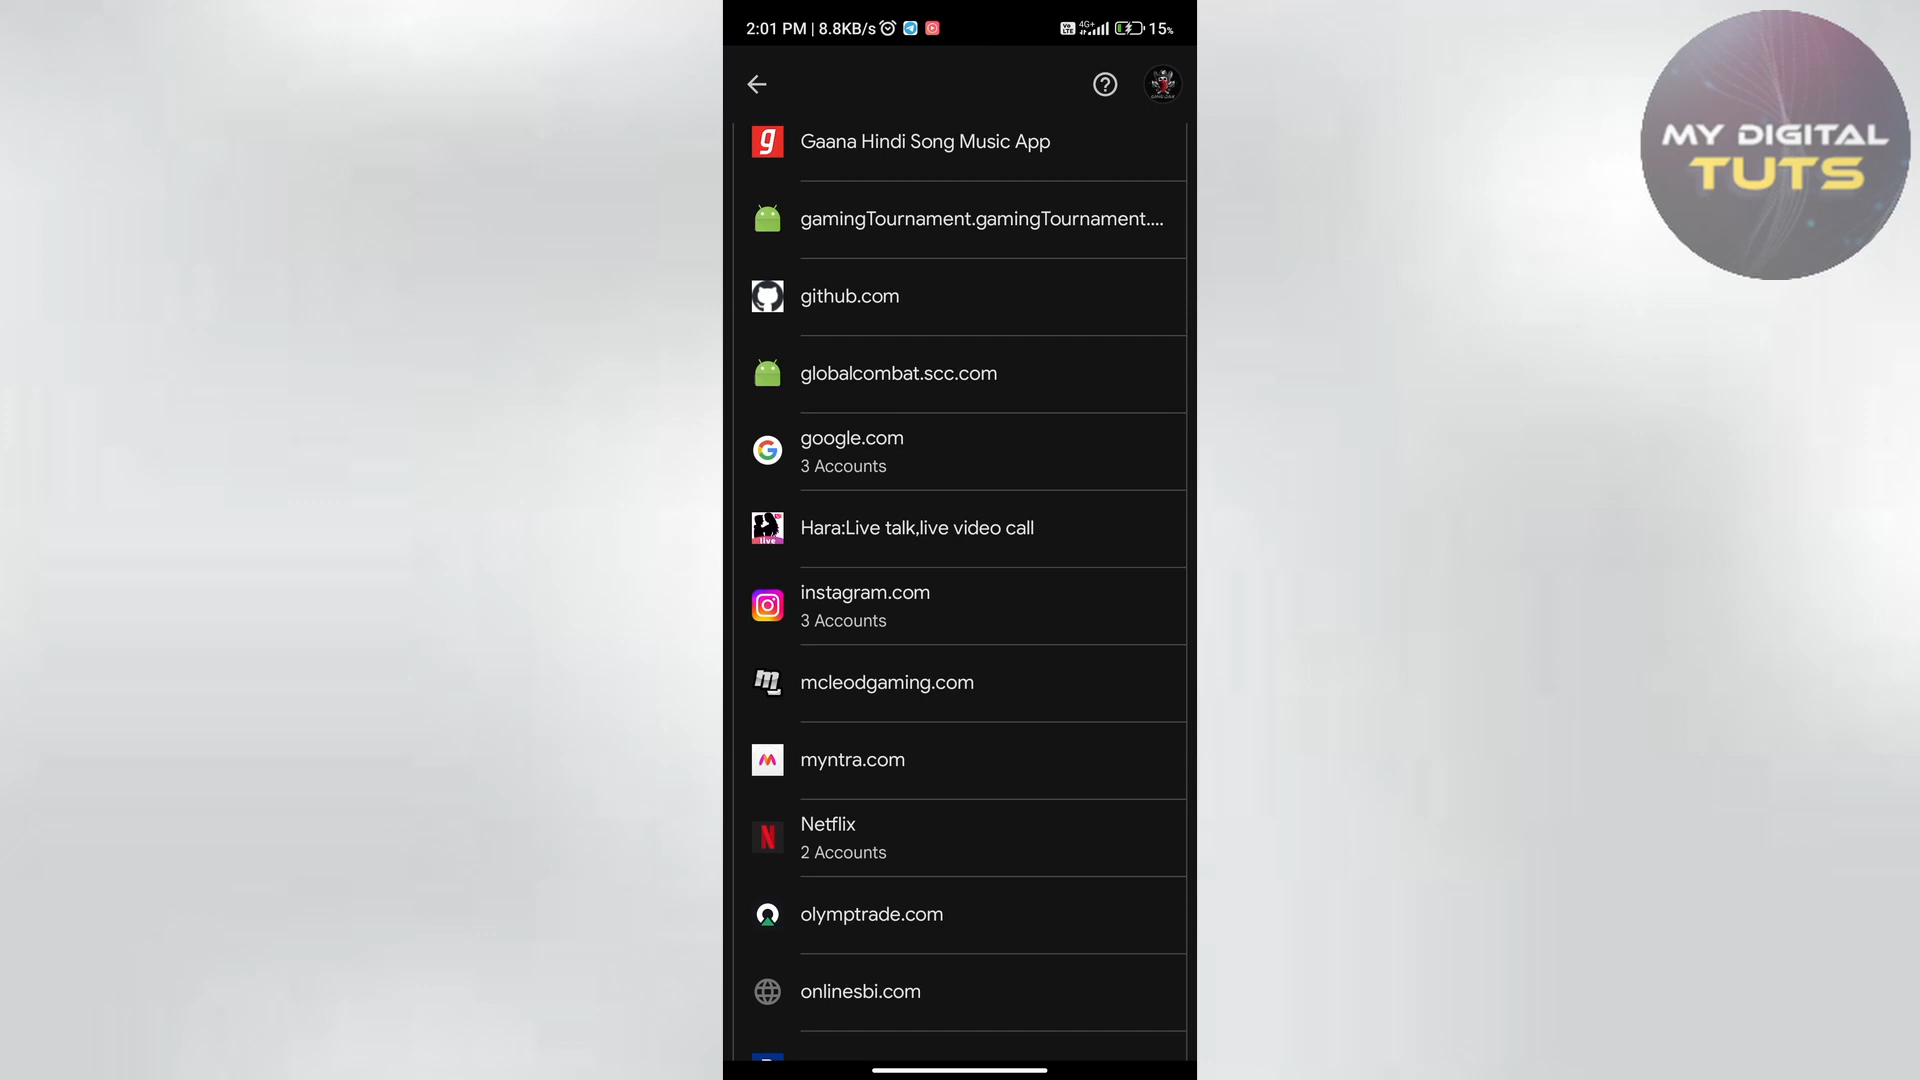 2:01 PM | 8.8KB/s 4G+ 15%
MY DIGITAL
TUTS
Gaana Hindi Song Music App
gamingTournament.gamingTournament....
github.com
globalcombat.scc.com
google.com
3 Accounts
Hara:Live talk,live video call
live
instagram.com
3 Accounts
mcleodgaming.com
myntra.com
Netflix
2 Accounts
olymptrade.com
onlinesbi.com